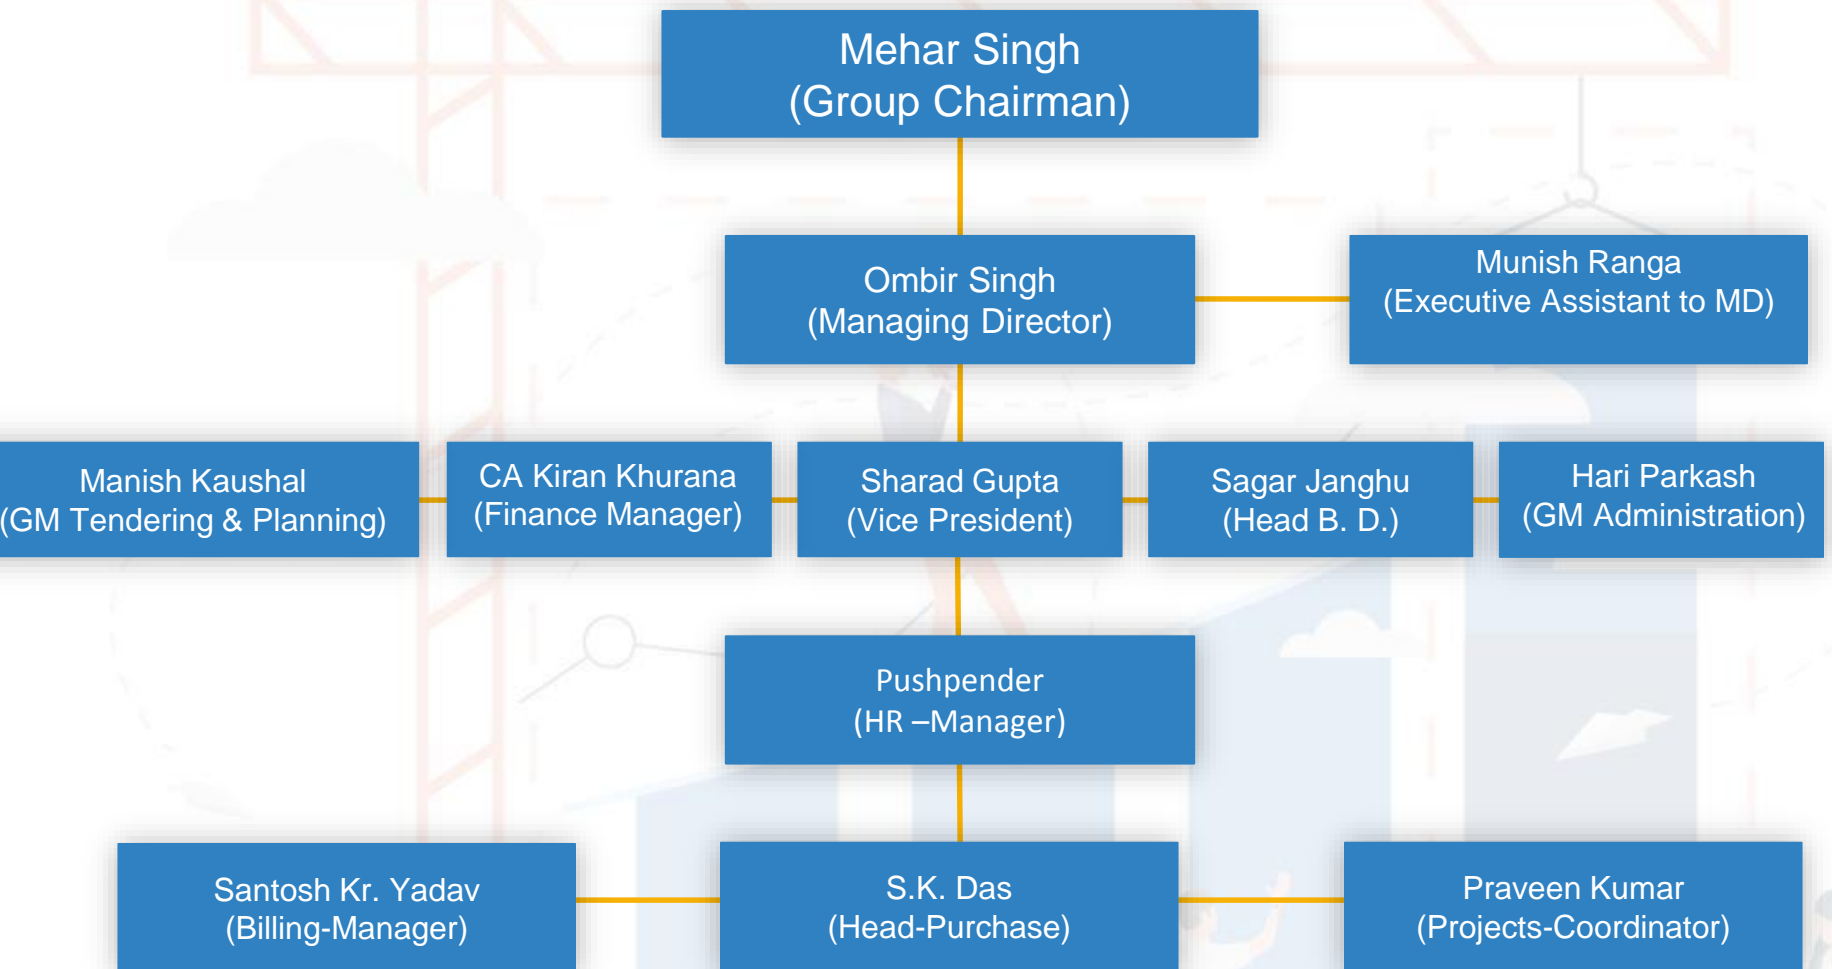 Mehar Singh
(Group Chairman)
Ombir Singh
(Managing Director)
Munish Ranga
(Executive Assistant to MD)
Manish Kaushal
(GM Tendering & Planning)
CA Kiran Khurana
(Finance Manager)
Sharad Gupta
(Vice President)
Sagar Janghu
(Head B. D.)
Hari Parkash
(GM Administration)
Pushpender
(HR –Manager)
Santosh Kr. Yadav
(Billing-Manager)
S.K. Das
(Head-Purchase)
Praveen Kumar
(Projects-Coordinator)